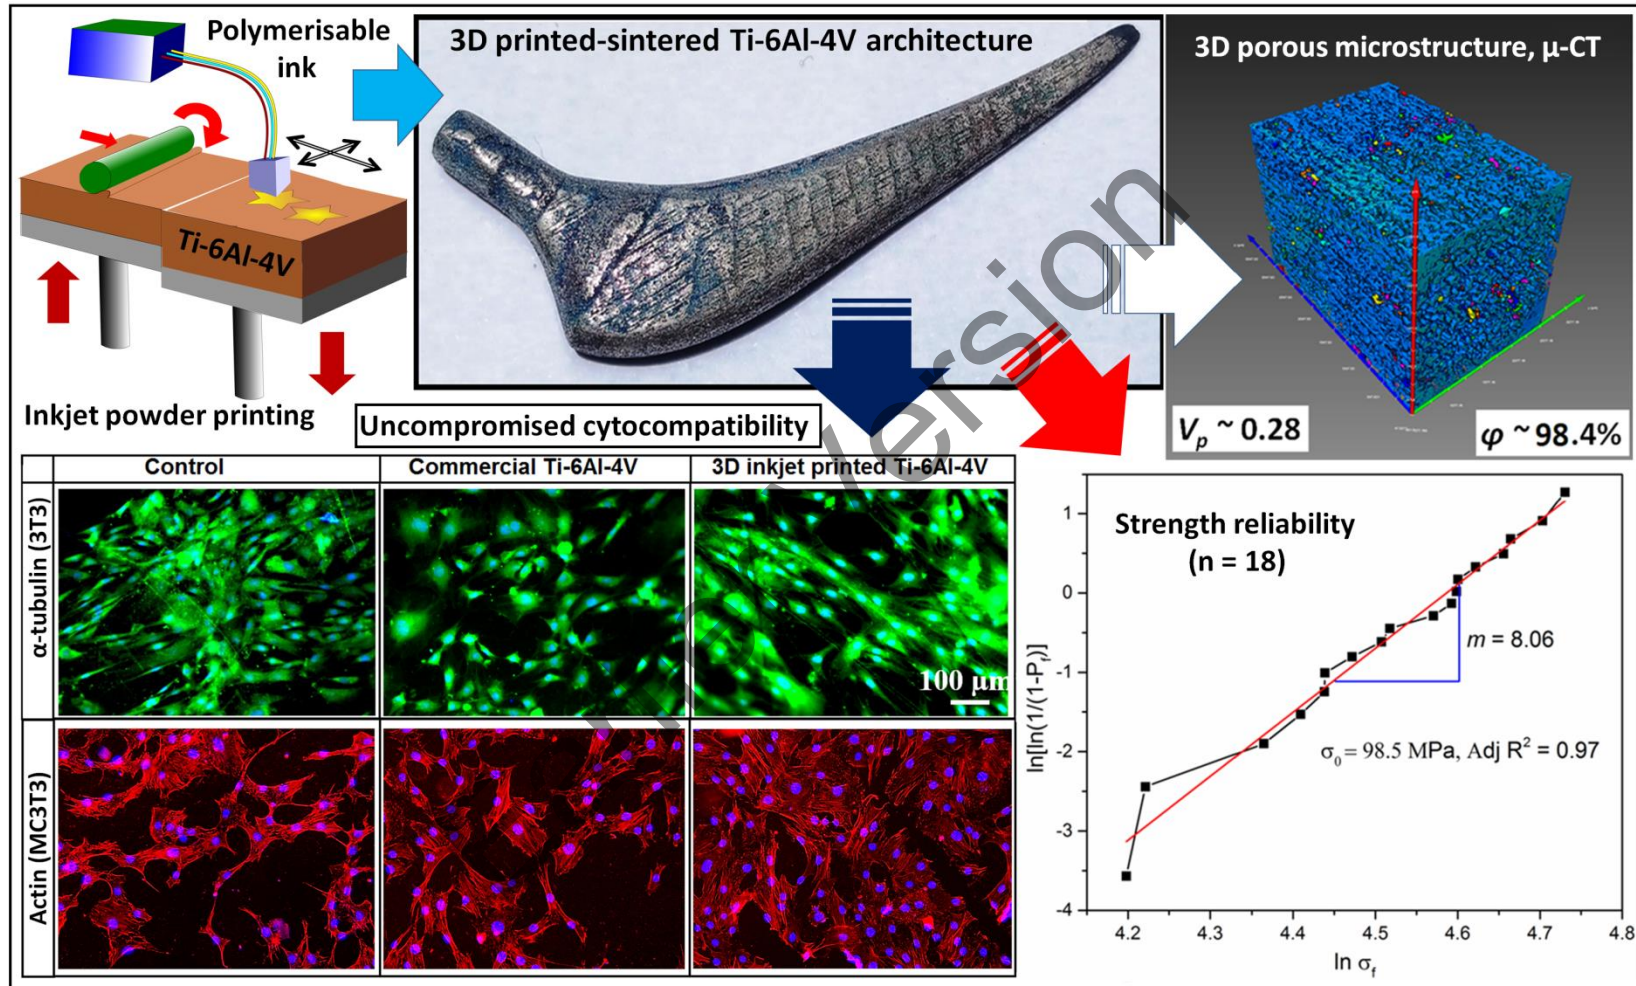 Polymerisable
ink
Ti-6Al-4V
Inkjet powder printing
3D printed-sintered Ti-6Al-4V architecture
3D porous microstructure, μ-CT
Vp ~ 0.28
φ ~ 98.4%
Uncompromised cytocompatibility
Control
Commercial Ti-6Al-4V
3D inkjet printed Ti-6Al-4V
α-tubulin (3T3)
100 μm
Actin (MC3T3)
Strength reliability
(n = 18)
m = 8.06
σ0 = 98.5 MPa, Adj R² = 0.97
ln[ln(1/(1-Pf)]
1
0
-1
-2
-3
-4
4.2 4.3 4.4 4.5 4.6 4.7 4.8
ln σf
Version